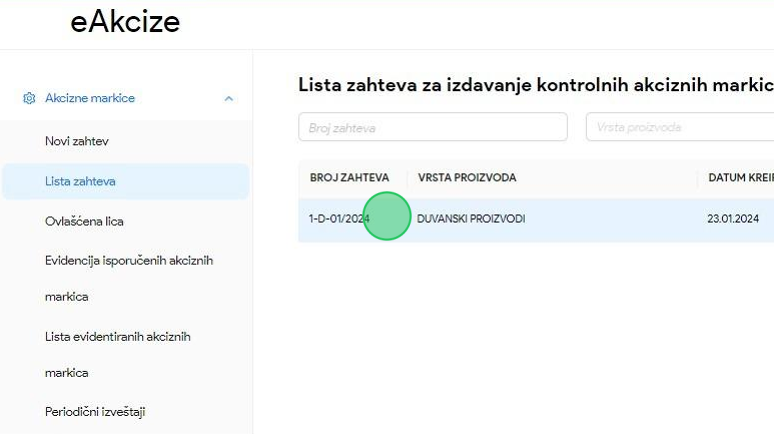 eAkcize
Akcizne markice
Novi zahtev
Lista zahteva
Ovlašćena lica
Evidencija isporučenih akciznih
markica
Lista evidentiranih akciznih
markica
Periodični izveštaji
Lista zahteva za izdavanje kontrolnih akciznih markic
Broj zahteva
Vrsta proizvoda
BROJ ZAHTEVA VRSTA PROIZVODA DATUM KREI
1-D-01/2024 DUVANSKI PROIZVODI 23.01.2024